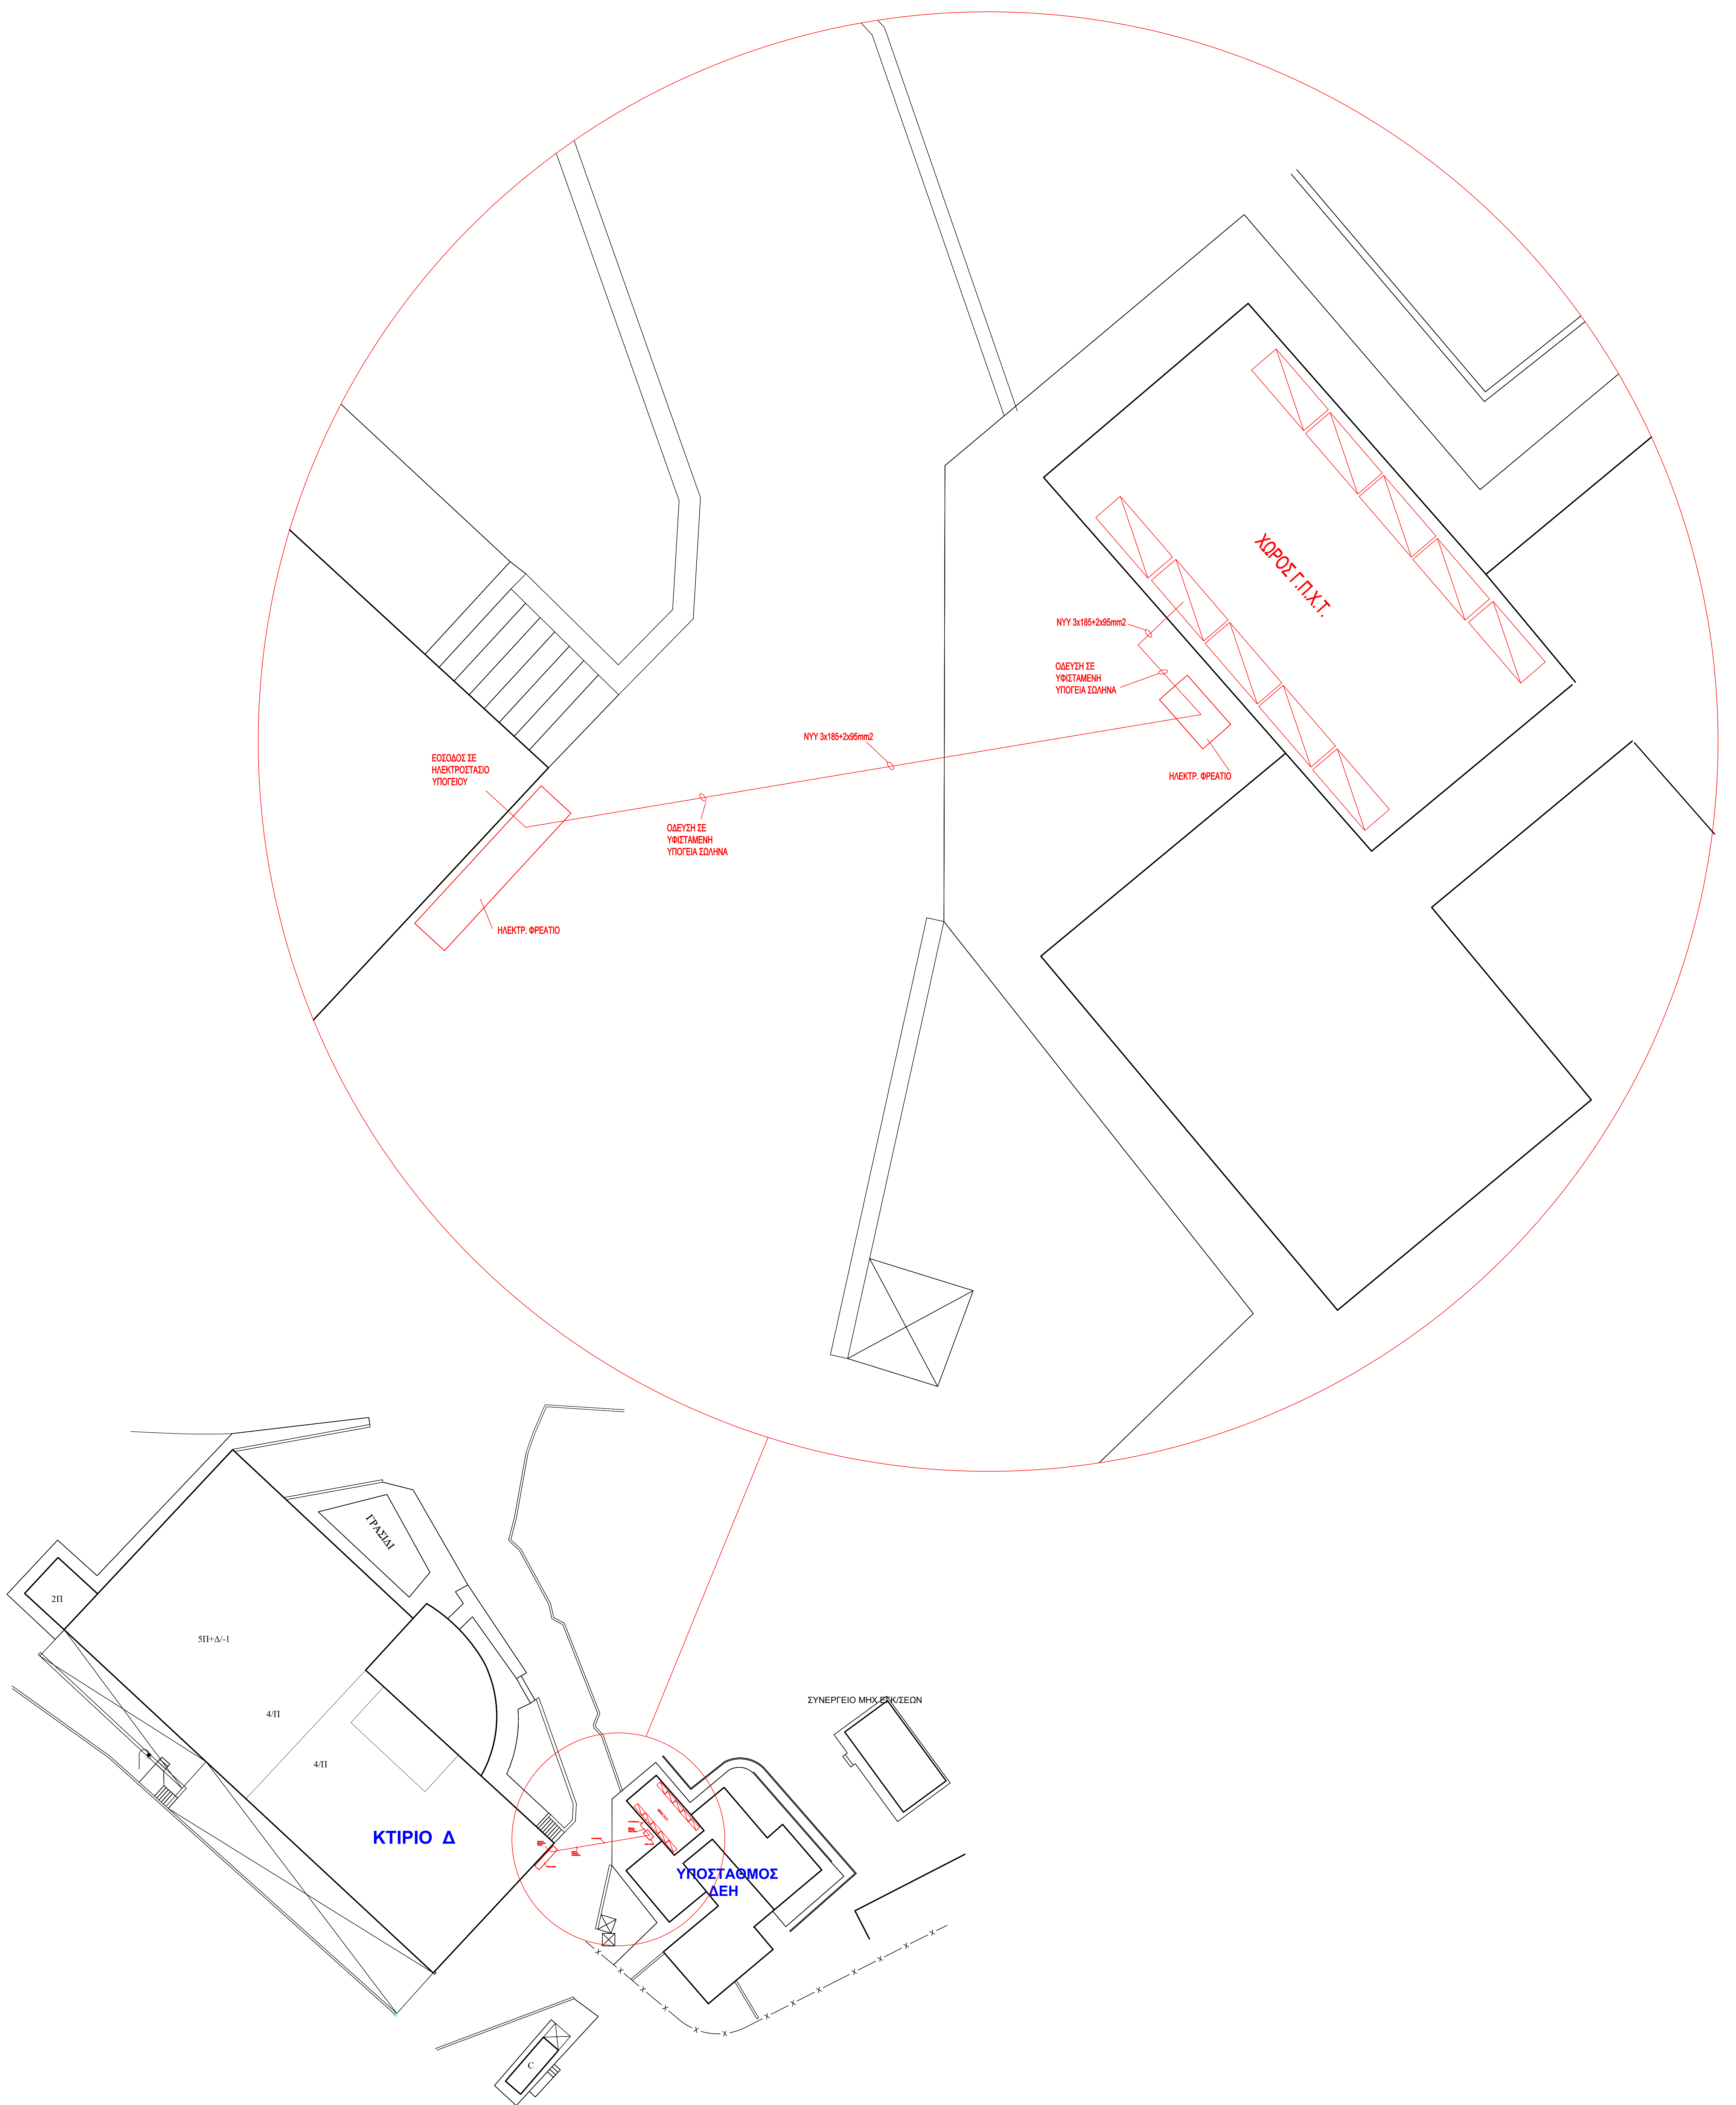 ΧΩΡΟΣ Γ.Π.Χ.Τ.
NYY 3x185+2x95mm2
ΟΔΕΥΣΗ ΣΕ
ΥΦΙΣΤΑΜΕΝΗ
ΥΠΟΓΕΙΑ ΣΩΛΗΝΑ
NYY 3x185+2x95mm2
ΗΛΕΚΤΡ. ΦΡΕΑΤΙΟ
ΕΟΣΟΔΟΣ ΣΕ
ΗΛΕΚΤΡΟΣΤΑΣΙΟ
ΥΠΟΓΕΙΟΥ
ΟΔΕΥΣΗ ΣΕ
ΥΦΙΣΤΑΜΕΝΗ
ΥΠΟΓΕΙΑ ΣΩΛΗΝΑ
ΗΛΕΚΤΡ. ΦΡΕΑΤΙΟ
ΓΡΑΣΙΔΙ
2Π
5Π+Δ/-1
4/Π
4/Π
ΣΥΝΕΡΓΕΙΟ ΜΗΧ ΕΓΚ/ΣΕΩΝ
ΚΤΙΡΙΟ Δ
ΥΠΟΣΤΑΘΜΟΣ
ΔΕΗ
C